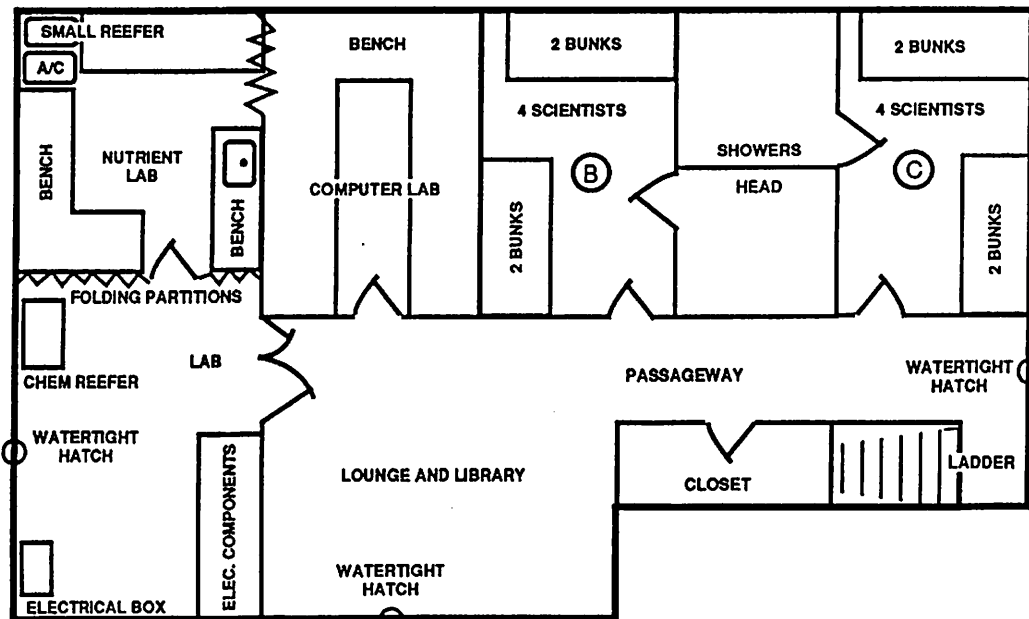 SMALL REEFER
A/C
BENCH
NUTRIENT
LAB
BENCH
BENCH
COMPUTER LAB
2 BUNKS
4 SCIENTISTS
B
2 BUNKS
SHOWERS
HEAD
2 BUNKS
4 SCIENTISTS
C
2 BUNKS
FOLDING PARTITIONS
CHEM REEFER
LAB
WATERTIGHT
HATCH
ELEC. COMPONENTS
ELECTRICAL BOX
LOUNGE AND LIBRARY
WATERTIGHT
HATCH
PASSAGEWAY
WATERTIGHT
HATCH
CLOSET
LADDER